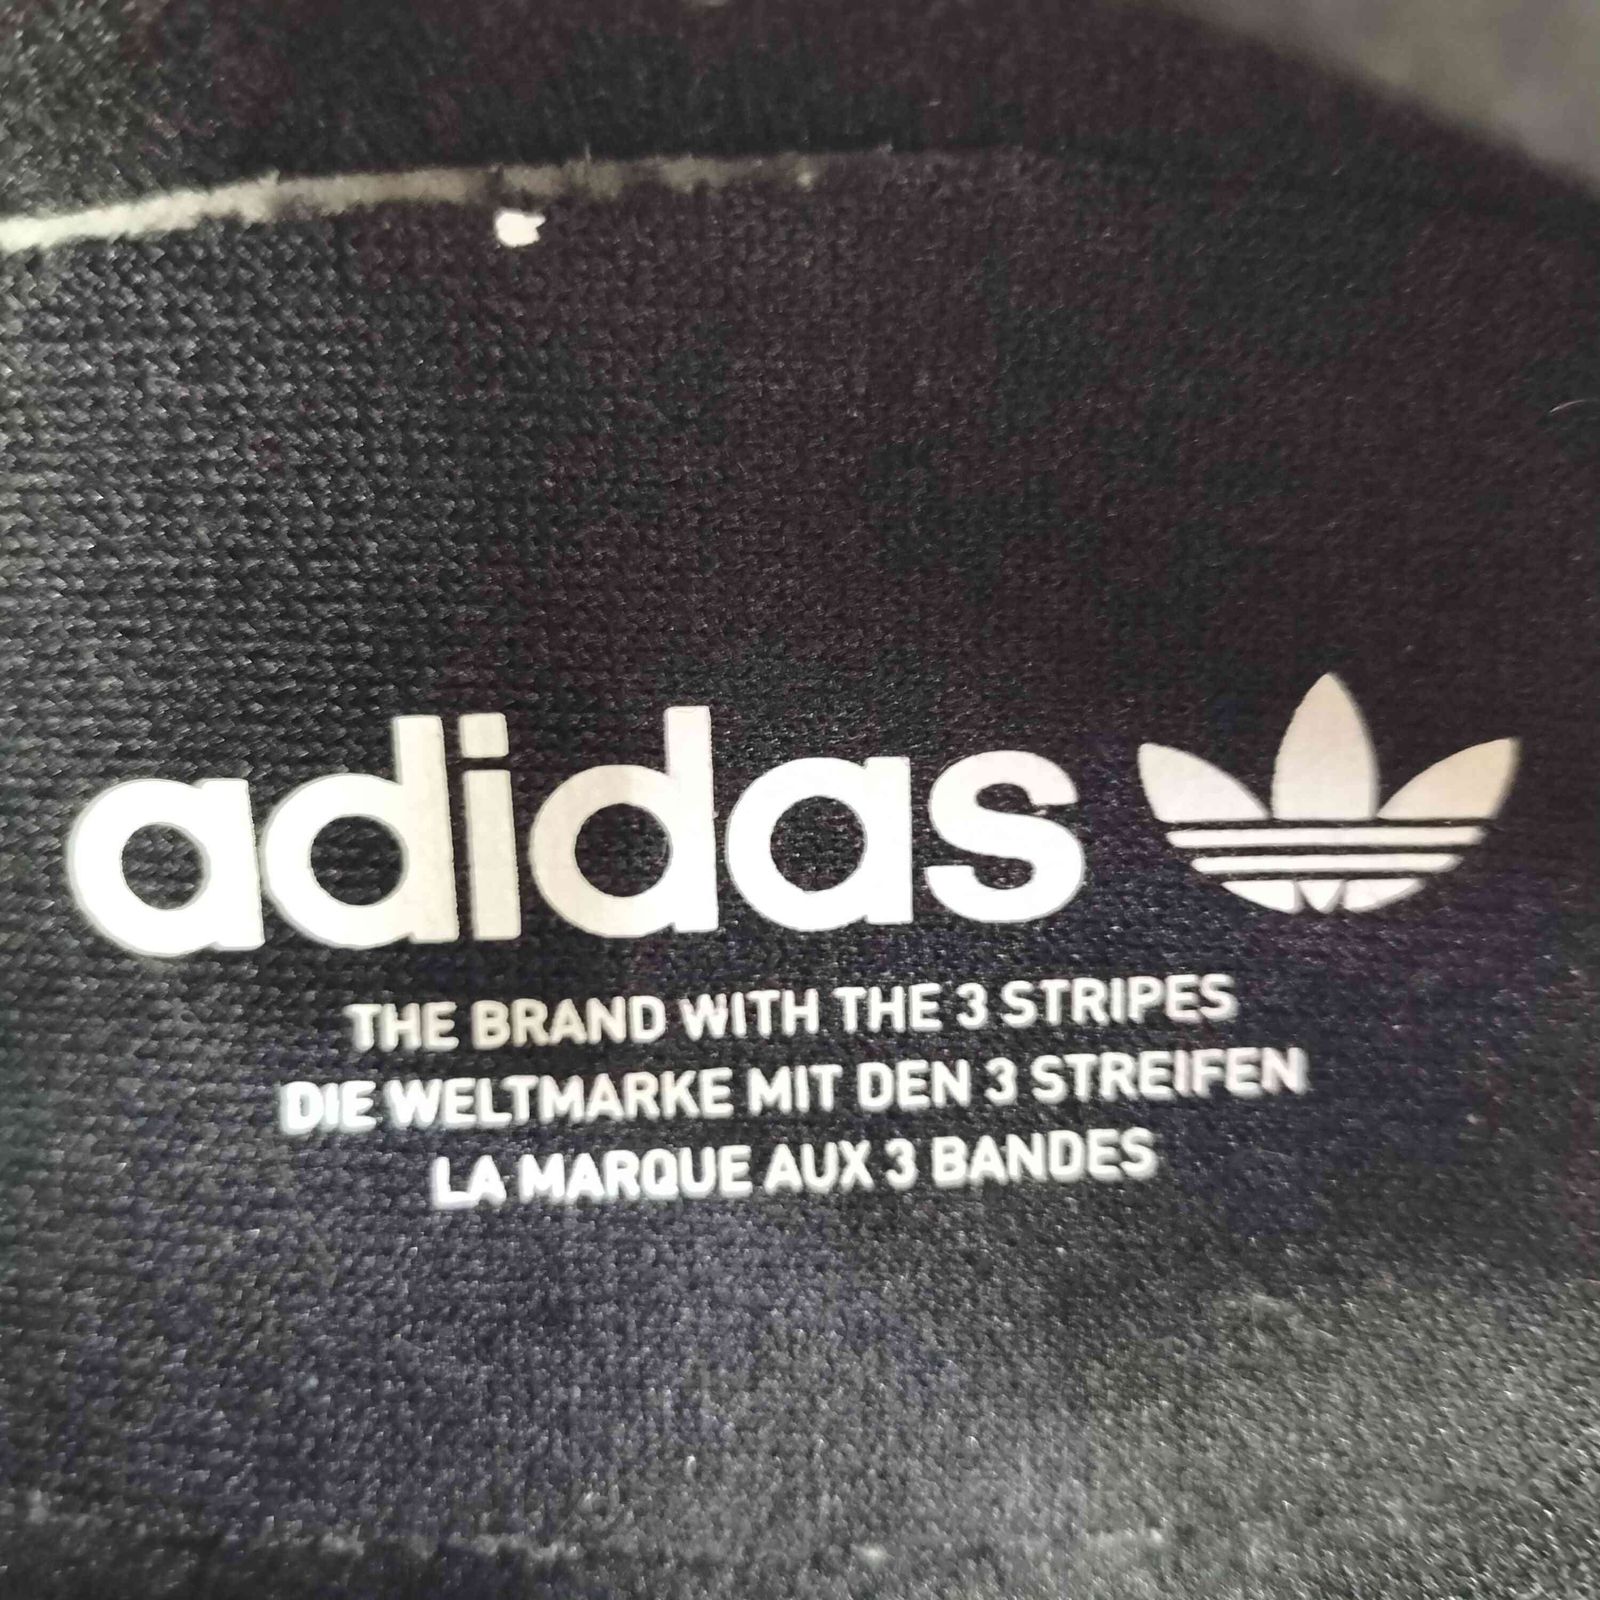 adidas
THE BRAND WITH THE 3 STRIPES
DIE WELTMARKE MIT DEN 3 STREIFEN
LA MARQUE AUX 3 BANDES